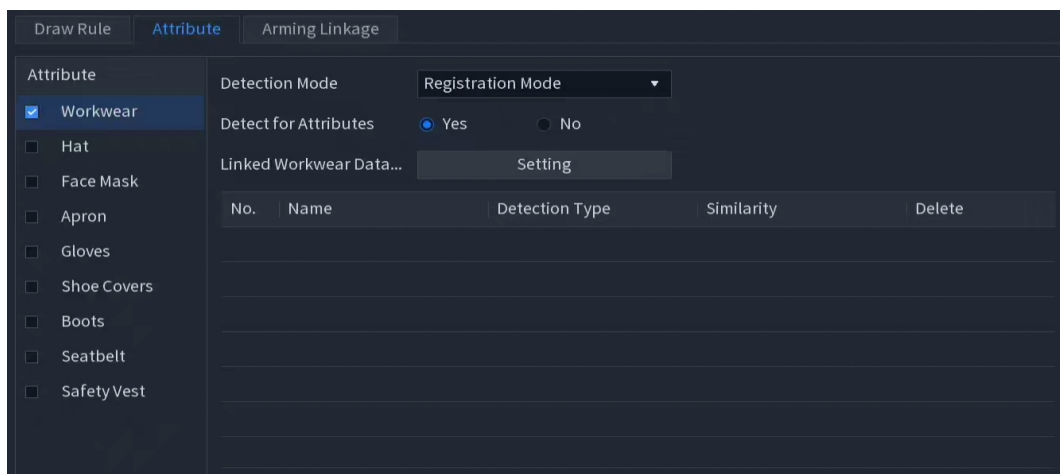 Draw Rule Attribute Arming Linkage
Attribute
Workwear
Hat
Face Mask
Apron
Gloves
Shoe Covers
Boots
Seatbelt
Safety Vest
Detection Mode Registration Mode
Detect for Attributes Yes No
Linked Workwear Data... Setting
No. Name Detection Type Similarity Delete